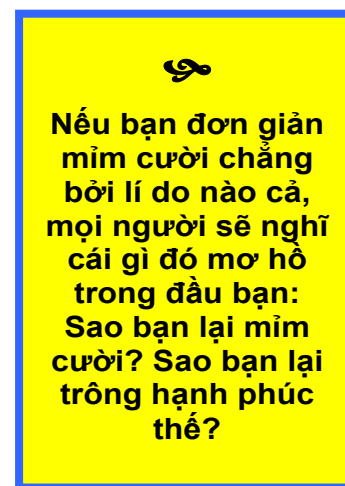 Nếu bạn đơn giản
mỉm cười chẳng
bởi lí do nào cả,
mọi người sẽ nghĩ
cái gì đó mơ hồ
trong đầu bạn:
Sao bạn lại mỉm
cười? Sao bạn lại
trông hạnh phúc
thế?